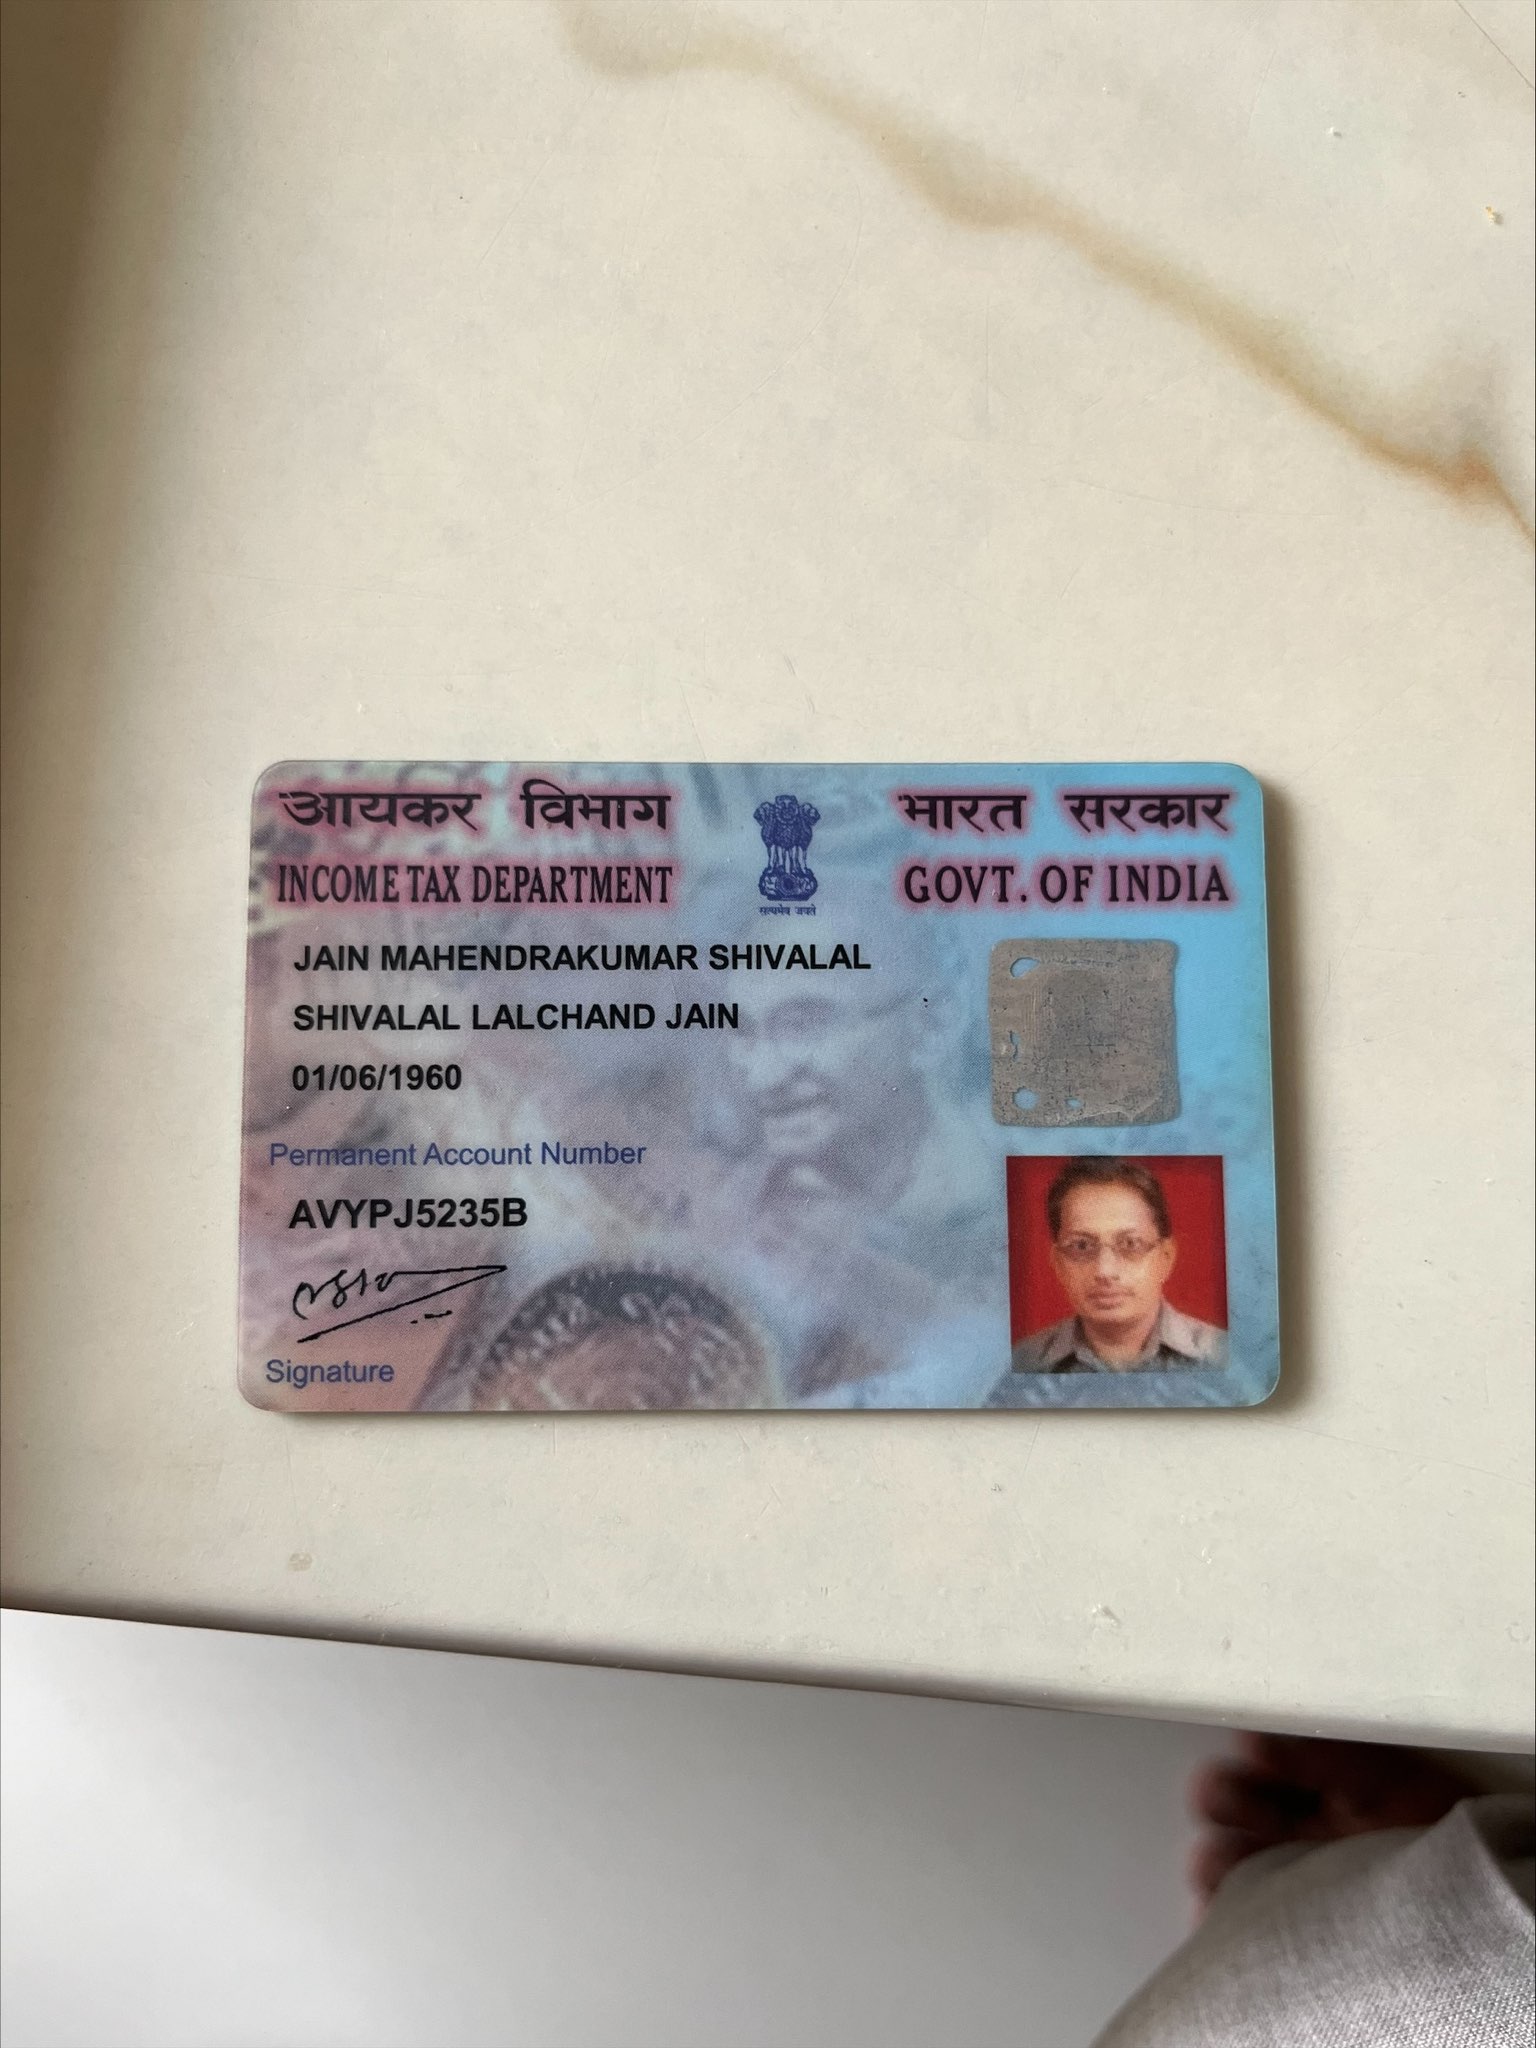 आयकर विभाग
INCOME TAX DEPARTMENT
सत्यमेव जयते
भारत सरकार
GOVT. OF INDIA
JAIN MAHENDRAKUMAR SHIVALAL
SHIVALAL LALCHAND JAIN
01/06/1960
Permanent Account Number
AVYPJ5235B
Signature